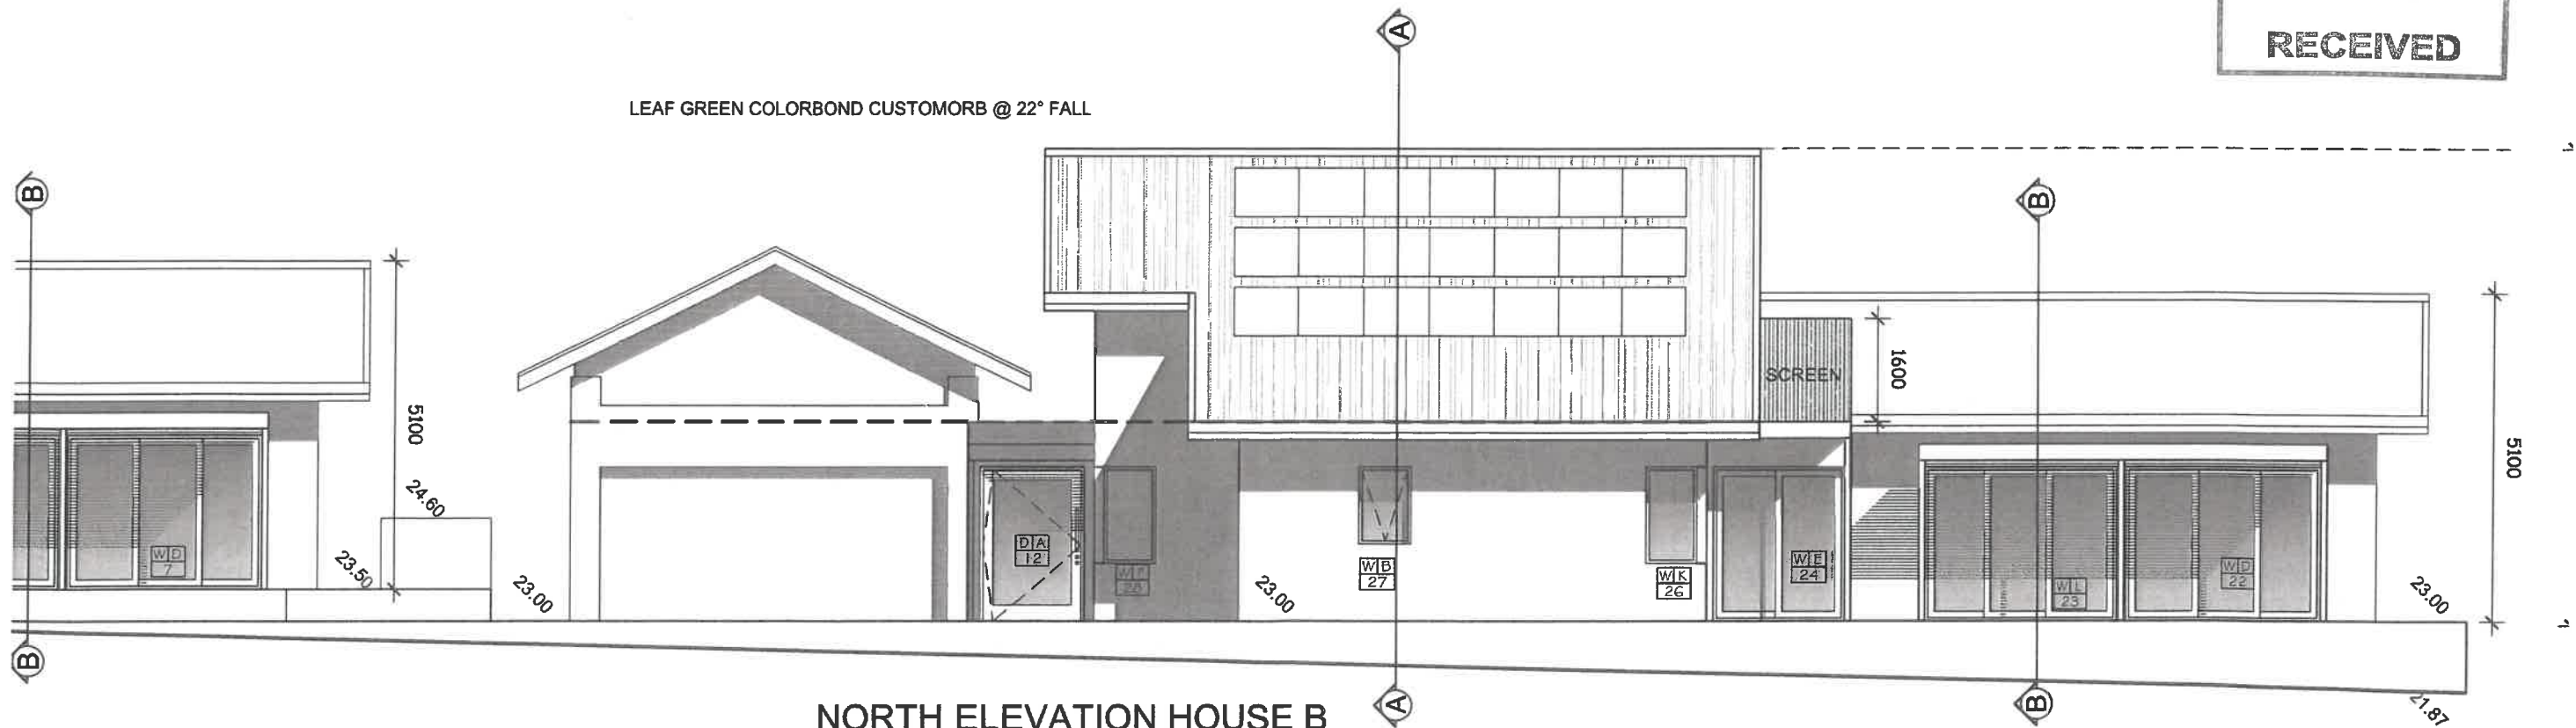 RECEIVED
LEAF GREEN COLORBOND CUSTOMORB @ 22° FALL
A
B
B
5100
24.60
23.50
23.00
W D
7
D A
12
23.00
W B
27
W K
26
SCREEN
1600
W E
24
W L
23
W D
22
5100
23.00
21.87
B
A
B
NORTH ELEVATION HOUSE B